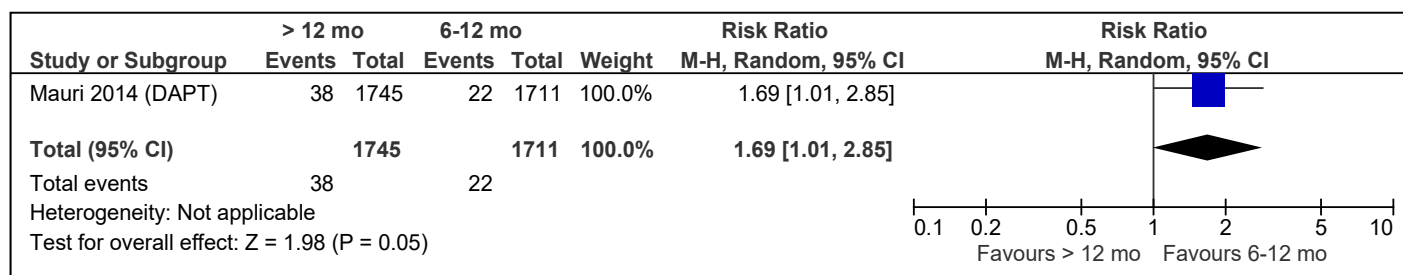 > 12 mo 6-12 mo Risk Ratio Risk Ratio
Study or Subgroup Events Total Events Total Weight M-H, Random, 95% CI M-H, Random, 95% CI
Mauri 2014 (DAPT) 38 1745 22 1711 100.0% 1.69 [1.01, 2.85]
Total (95% CI) 1745 1711 100.0% 1.69 [1.01, 2.85]
Total events 38 22
Heterogeneity: Not applicable
Test for overall effect: Z = 1.98 (P = 0.05)
0.1 0.2 0.5 1 2 5 10
Favours > 12 mo Favours 6-12 mo